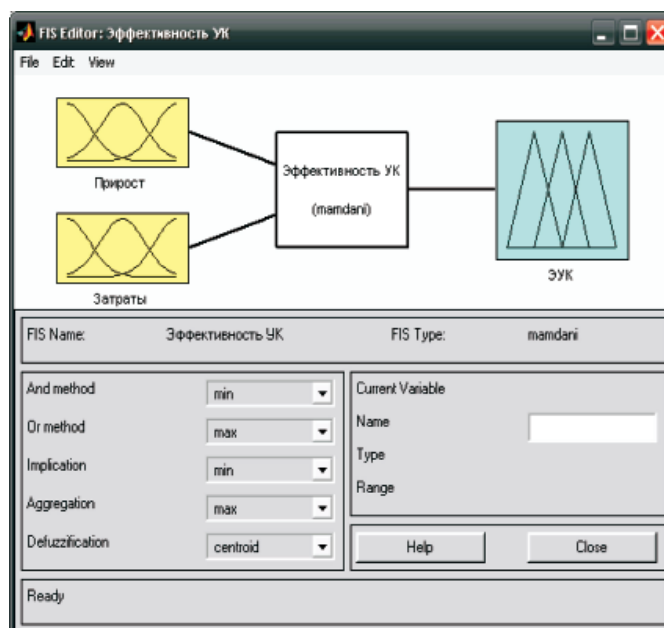 FIS Editor: Эффективность УК
File Edit View
Прирост
Эффективность УК
(mamdani)
Затраты
ЭУК
FIS Name: Эффективность УК FIS Type: mamdani
And method min
Or method max
Implication min
Aggregation max
Defuzzification centroid
Current Variable
Name
Type
Range
Help Close
Ready